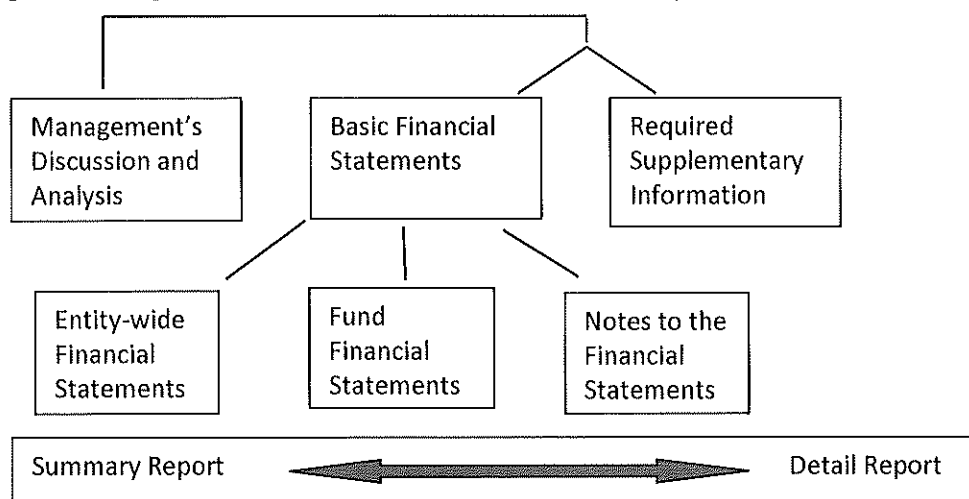 Management's
Discussion and
Analysis
Basic Financial
Statements
Required
Supplementary
Information
Entity-wide
Financial
Statements
Fund
Financial
Statements
Notes to the
Financial
Statements
Summary Report
Detail Report